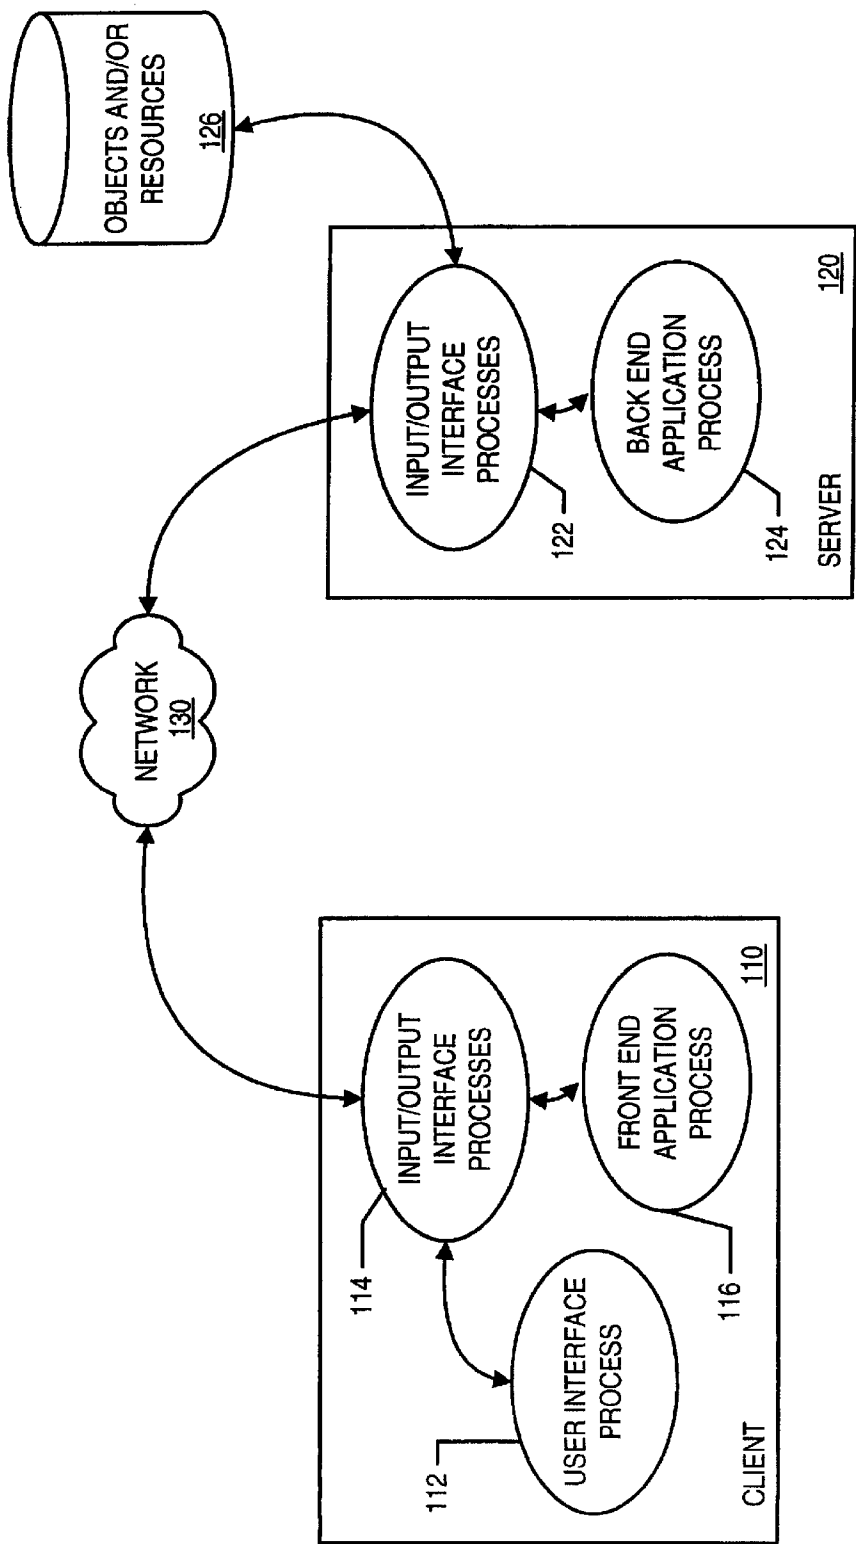 OBJECTS AND/OR
RESOURCES
126
NETWORK
130
INPUT/OUTPUT
INTERFACE
PROCESSES
114
USER INTERFACE
PROCESS
112
FRONT END
APPLICATION
PROCESS
116
CLIENT
110
INPUT/OUTPUT
INTERFACE
PROCESSES
122
BACK END
APPLICATION
PROCESS
124
SERVER
120